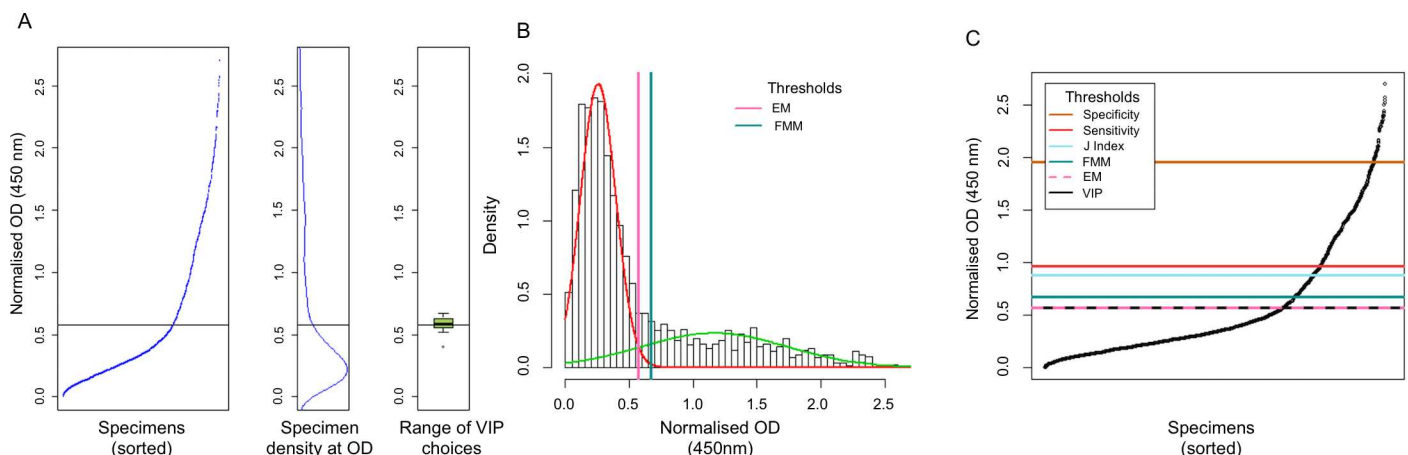 A
Normalised OD (450 nm)
0.0
0.5
1.0
1.5
2.0
2.5
Specimens
(sorted)
0.0
0.5
1.0
1.5
2.0
2.5
Specimen
density at OD
0.0
0.5
1.0
1.5
2.0
2.5
Range of VIP
choices
B
Density
0.0
0.5
1.0
1.5
2.0
Thresholds
EM
FMM
0.0 0.5 1.0 1.5 2.0 2.5
Normalised OD
(450nm)
C
Normalised OD (450 nm)
0.0
0.5
1.0
1.5
2.0
2.5
Thresholds
Specificity
Sensitivity
J Index
FMM
EM
VIP
Specimens
(sorted)